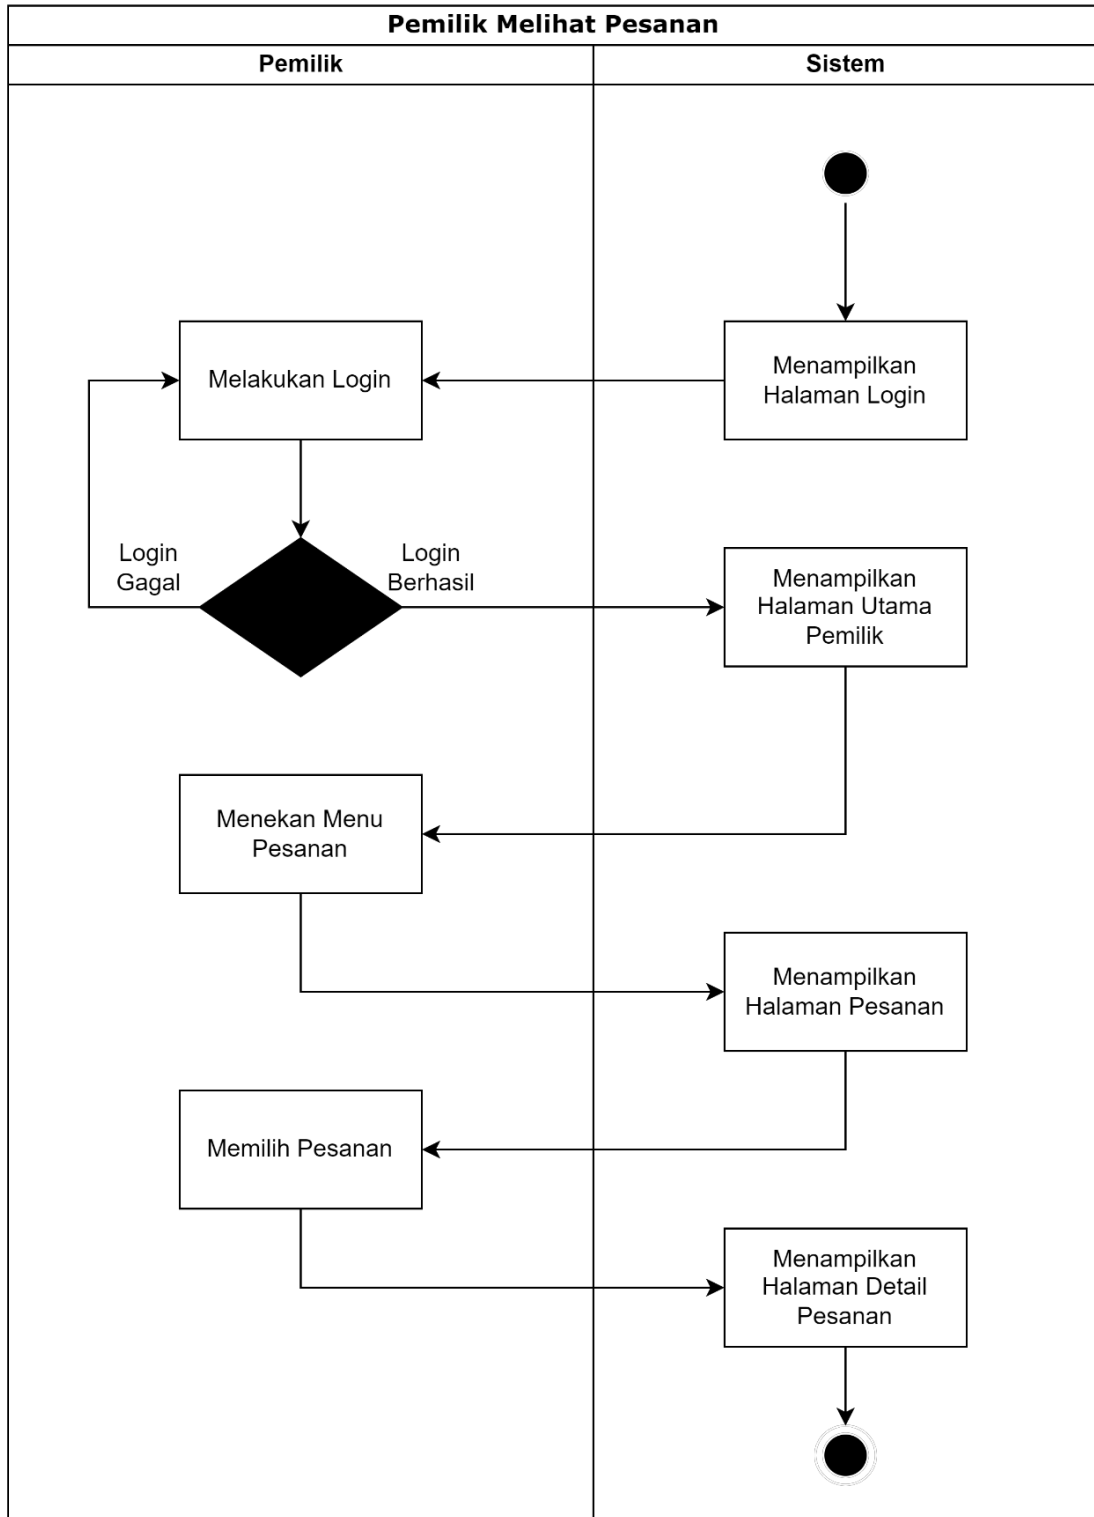 Pemilik Melihat Pesanan
Pemilik
Sistem
Menampilkan
Halaman Login
Melakukan Login
Login
Gagal
Login
Berhasil
Menampilkan
Halaman Utama
Pemilik
Menekan Menu
Pesanan
Menampilkan
Halaman Pesanan
Memilih Pesanan
Menampilkan
Halaman Detail
Pesanan